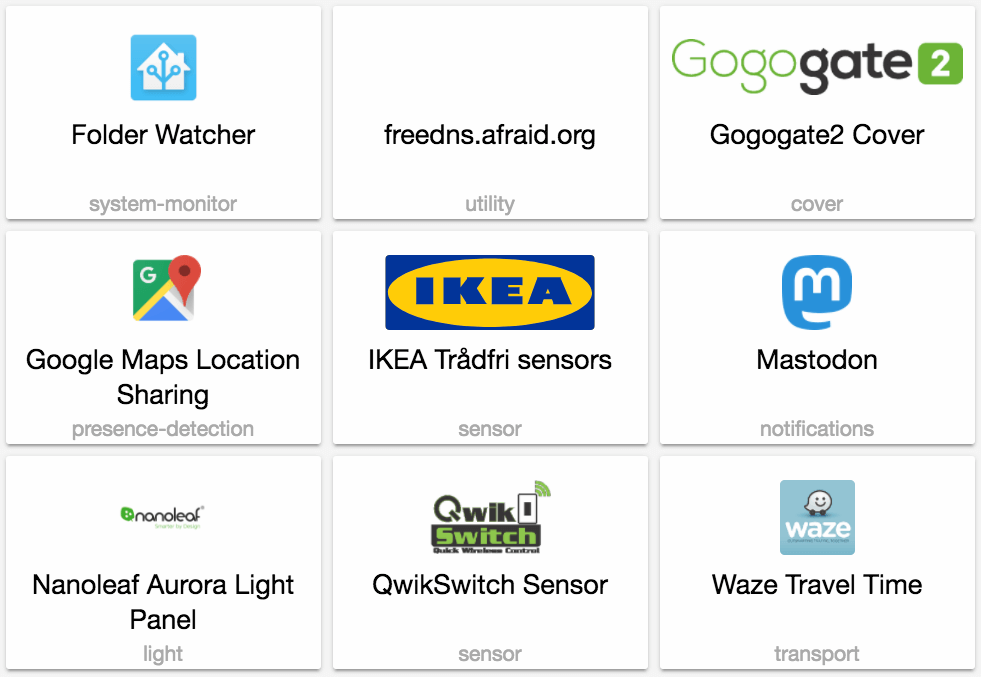 Gogogate2
Folder Watcher
freedns.afraid.org
Gogogate2 Cover
system-monitor
utility
cover
G
IKEA
m
Google Maps Location
Sharing
IKEA Trådfri sensors
Mastodon
presence-detection
sensor
notifications
nanoleaf
Smarter by Design
Qwik
Switch
Quick Wireless Control
waze
Nanoleaf Aurora Light
Panel
QwikSwitch Sensor
Waze Travel Time
light
sensor
transport